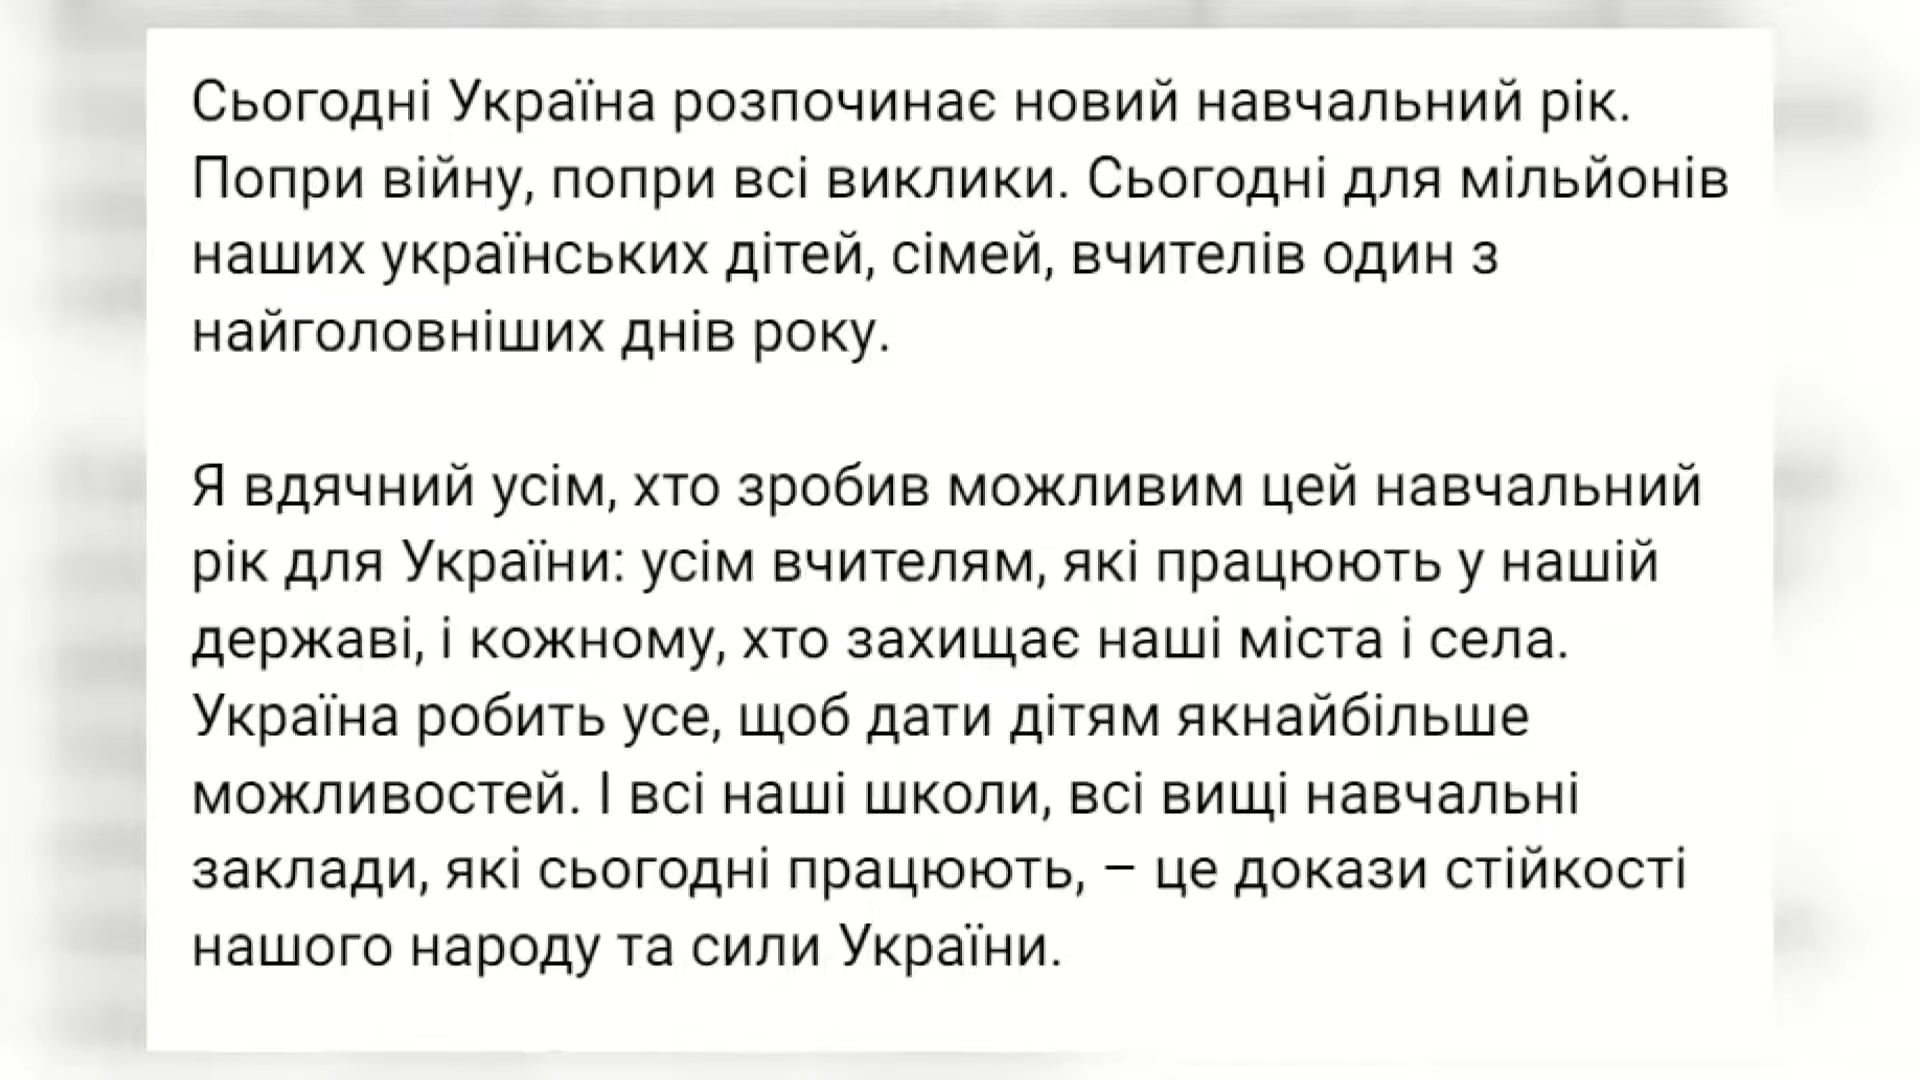 Сьогодні Україна розпочинає новий навчальний рік.
Попри війну, попри всі виклики. Сьогодні для мільйонів
наших українських дітей, сімей, вчителів один з
найголовніших днів року.
Я вдячний усім, хто зробив можливим цей навчальний
рік для України: усім вчителям, які працюють у нашій
державі, і кожному, хто захищає наші міста і села.
Україна робить усе, щоб дати дітям якнайбільше
можливостей. І всі наші школи, всі вищі навчальні
заклади, які сьогодні працюють, – це докази стійкості
нашого народу та сили України.